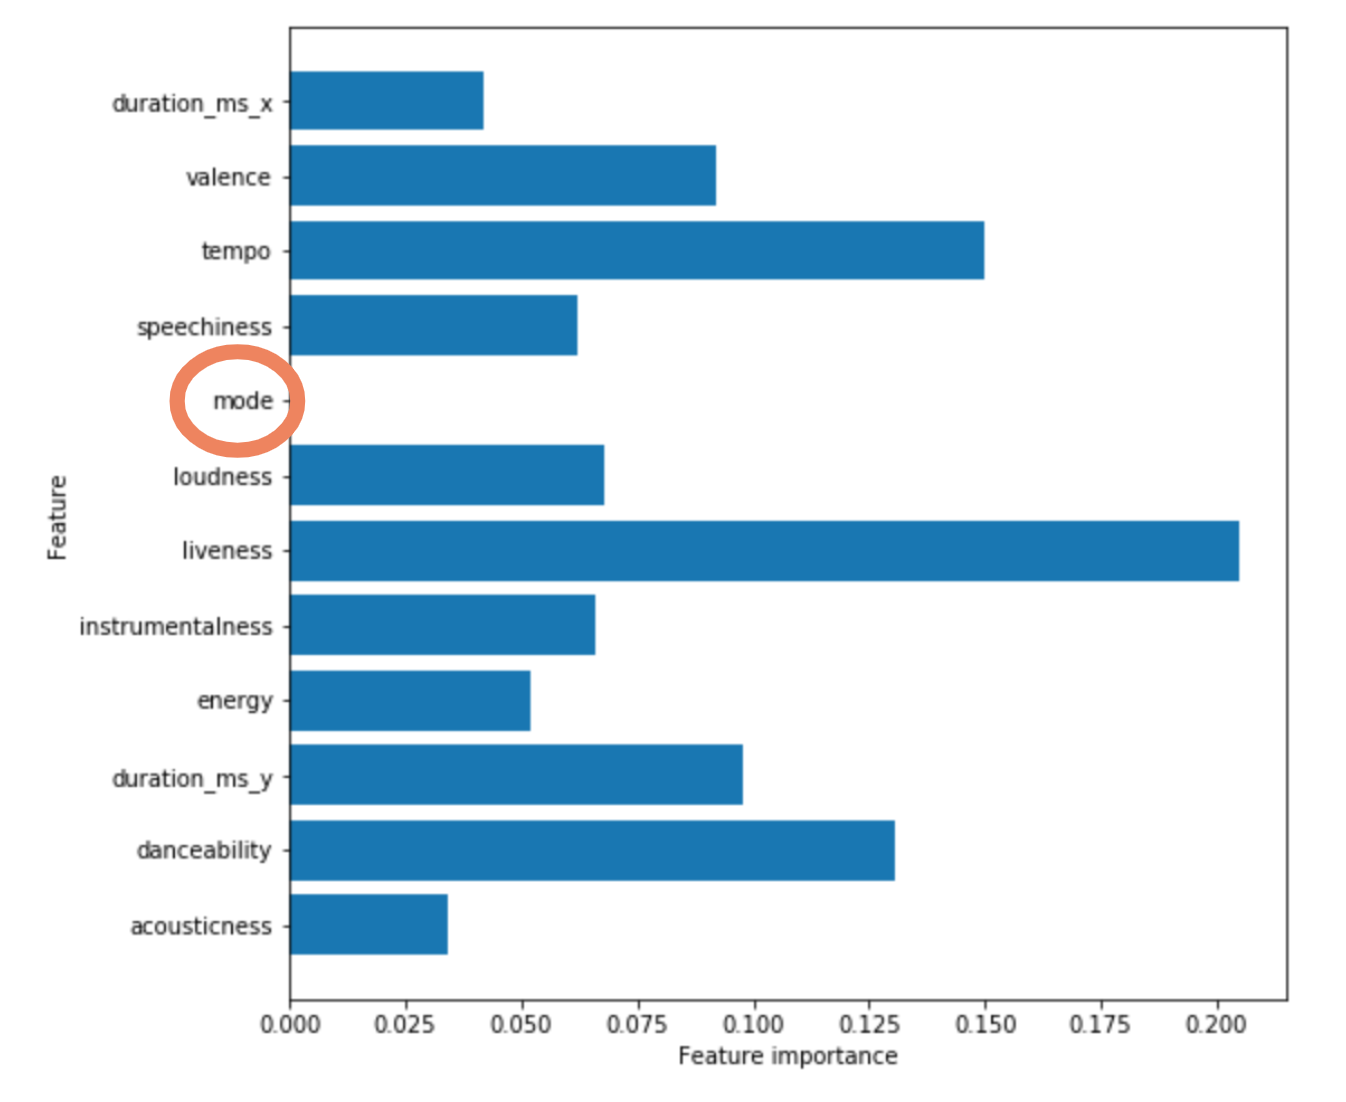 duration_ms_x
valence
tempo
speechiness
mode
loudness
liveness
instrumentalness
energy
duration_ms_y
danceability
acousticness
Feature
0.000 0.025 0.050 0.075 0.100 0.125 0.150 0.175 0.200
Feature importance